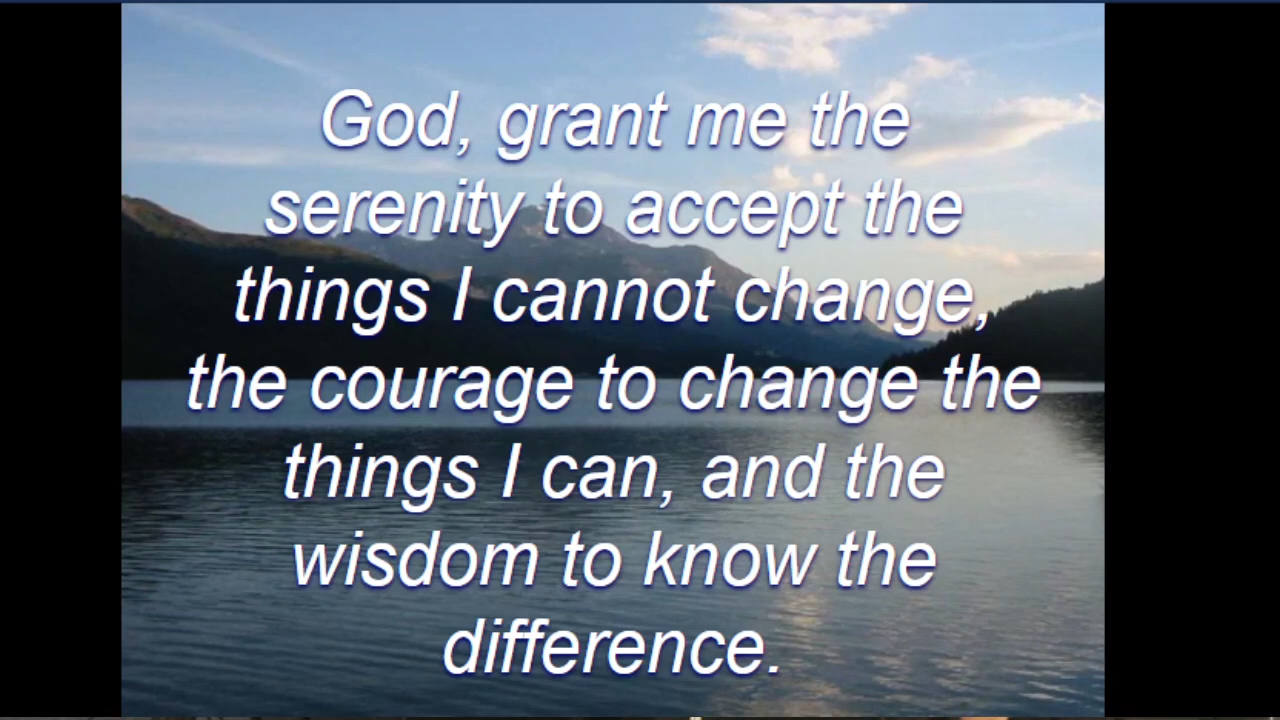 God, grant me the
serenity to accept the
things I cannot change,
the courage to change the
things I can, and the
wisdom to know the
difference.